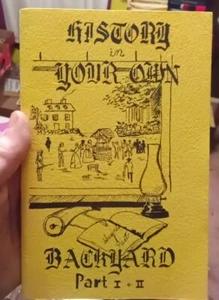 HISTORY
in
YOUR OWN
BACKYARD
Part I + II